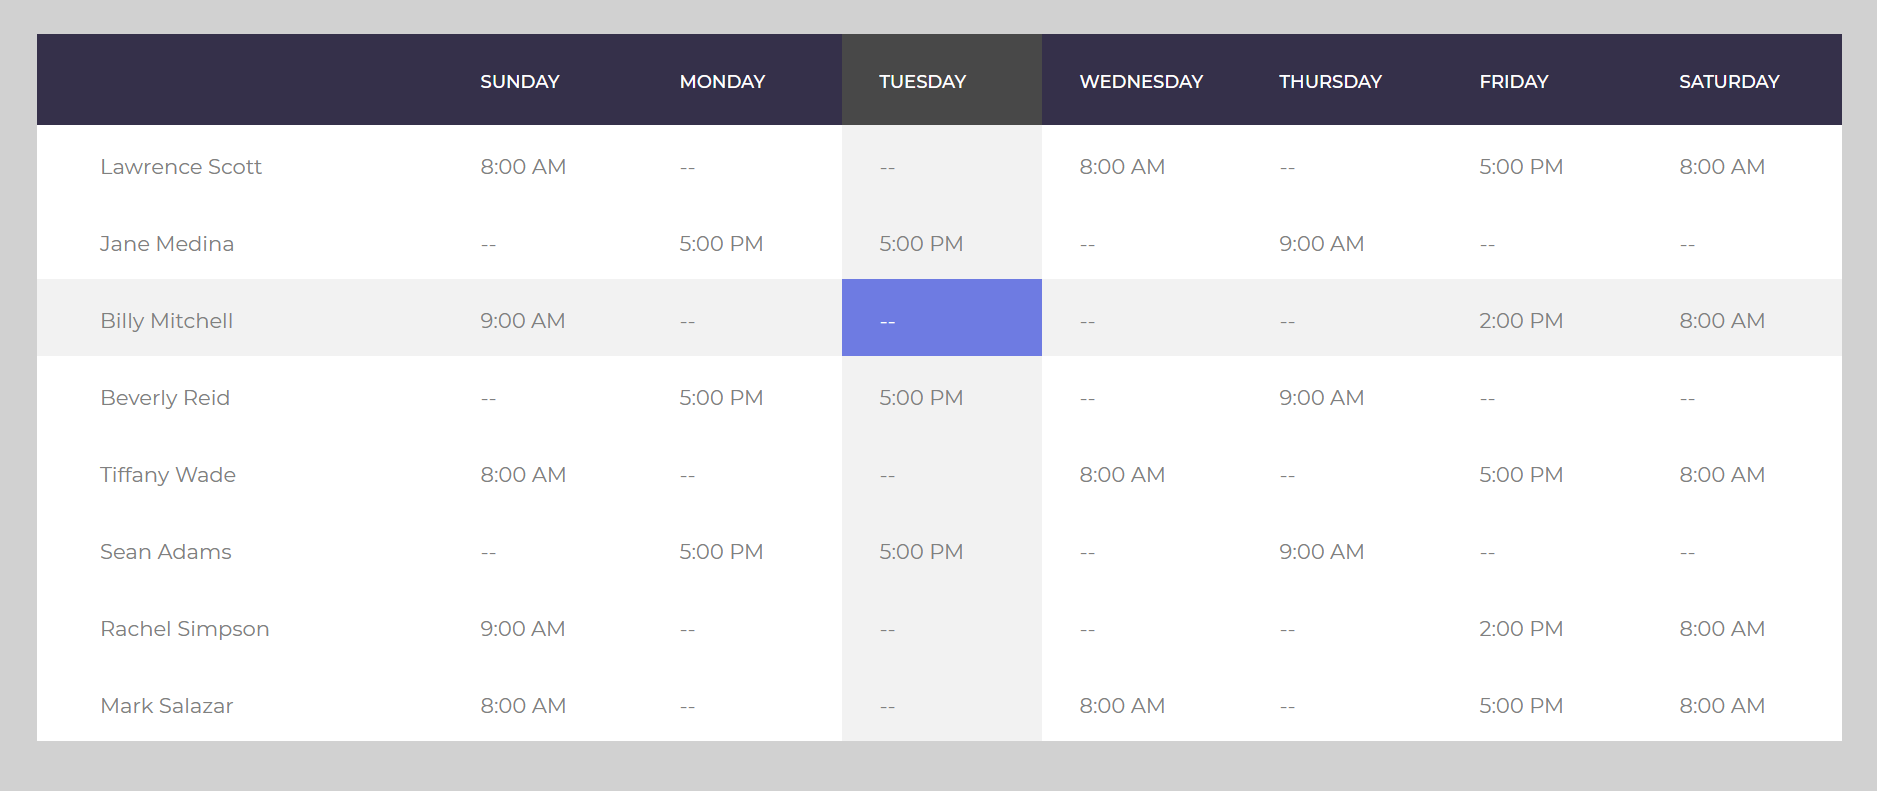 SUNDAY MONDAY TUESDAY WEDNESDAY THURSDAY FRIDAY SATURDAY
Lawrence Scott 8:00 AM -- -- 8:00 AM -- 5:00 PM 8:00 AM
Jane Medina -- 5:00 PM 5:00 PM -- 9:00 AM -- --
Billy Mitchell 9:00 AM -- -- -- -- 2:00 PM 8:00 AM
Beverly Reid -- 5:00 PM 5:00 PM -- 9:00 AM -- --
Tiffany Wade 8:00 AM -- -- 8:00 AM -- 5:00 PM 8:00 AM
Sean Adams -- 5:00 PM 5:00 PM -- 9:00 AM -- --
Rachel Simpson 9:00 AM -- -- -- -- 2:00 PM 8:00 AM
Mark Salazar 8:00 AM -- -- 8:00 AM -- 5:00 PM 8:00 AM